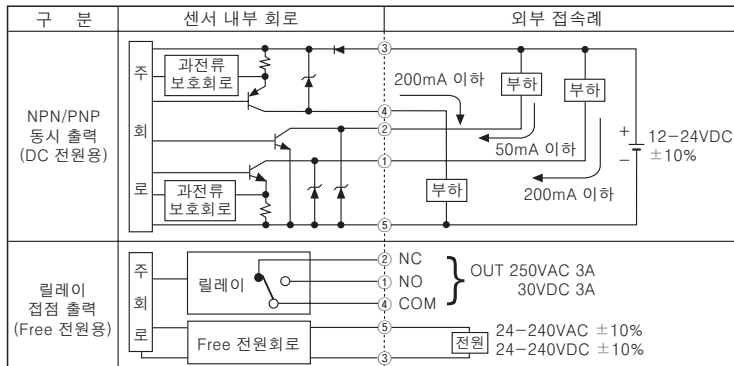 구 분
센서 내부 회로
외부 접속례
NPN/PNP
동시 출력
(DC 전원용)
주
회
로
과전류
보호회로
과전류
보호회로
③
④
②
①
⑤
200mA 이하
부하
부하
50mA 이하
부하
200mA 이하
+
−
12−24VDC
±10%
릴레이
접점 출력
(Free 전원용)
주
회
로
릴레이
Free 전원회로
② NC
① NO
④ COM
⑤
③
OUT 250VAC 3A
30VDC 3A
전원
24−240VAC ±10%
24−240VDC ±10%